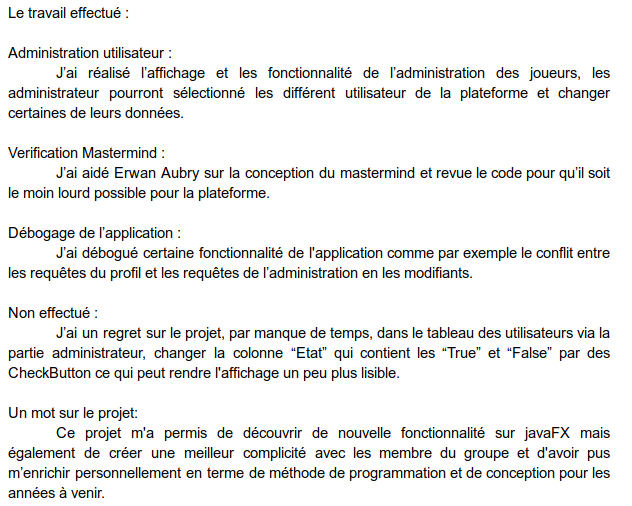 Le travail effectué :
Administration utilisateur :
J’ai réalisé l’affichage et les fonctionnalité de l’administration des joueurs, les
administrateur pourront sélectionné les différent utilisateur de la plateforme et changer
certaines de leurs données.
Verification Mastermind :
J’ai aidé Erwan Aubry sur la conception du mastermind et revue le code pour qu’il soit
le moin lourd possible pour la plateforme.
Débogage de l’application :
J’ai débogué certaine fonctionnalité de l'application comme par exemple le conflit entre
les requêtes du profil et les requêtes de l’administration en les modifiants.
Non effectué :
J’ai un regret sur le projet, par manque de temps, dans le tableau des utilisateurs via la
partie administrateur, changer la colonne “Etat” qui contient les “True” et “False” par des
CheckButton ce qui peut rendre l'affichage un peu plus lisible.
Un mot sur le projet:
Ce projet m'a permis de découvrir de nouvelle fonctionnalité sur javaFX mais
également de créer une meilleur complicité avec les membre du groupe et d'avoir pus
m’enrichir personnellement en terme de méthode de programmation et de conception pour les
années à venir.